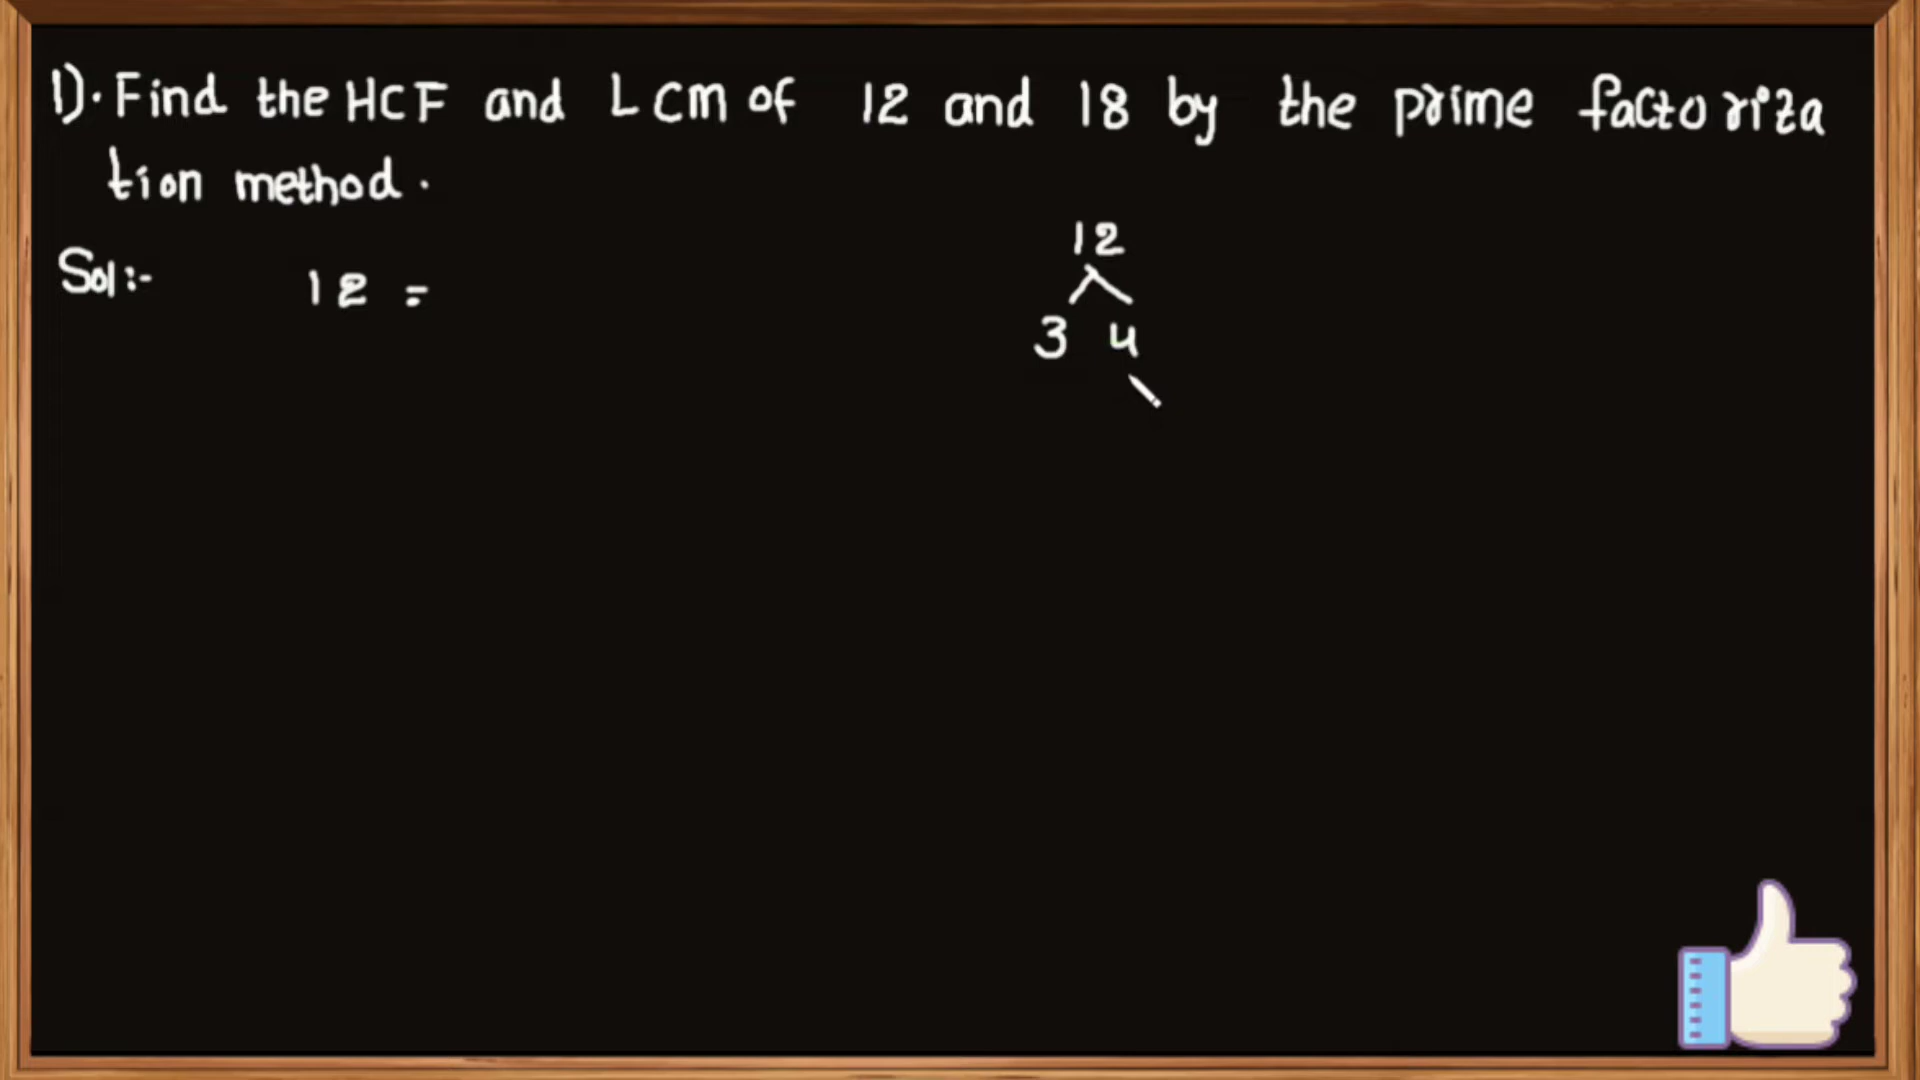 1). Find the HCF and LCM of 12 and 18 by the prime factoriza
tion method.
Sol:- 12 =
12
3 4